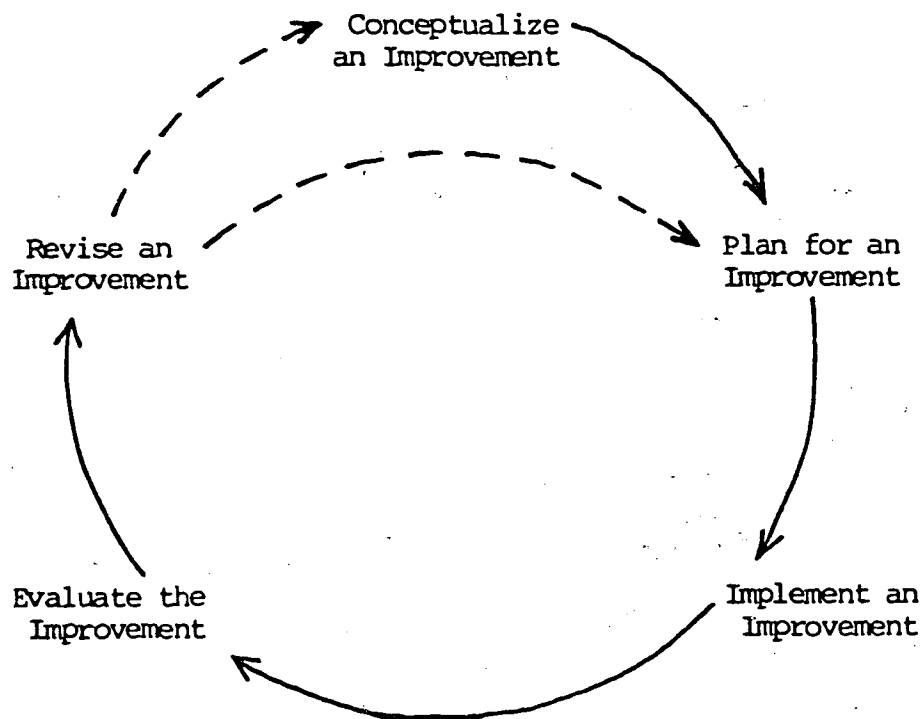 Conceptualize
an Improvement
Revise an
Improvement
Plan for an
Improvement
Evaluate the
Improvement
Implement an
Improvement